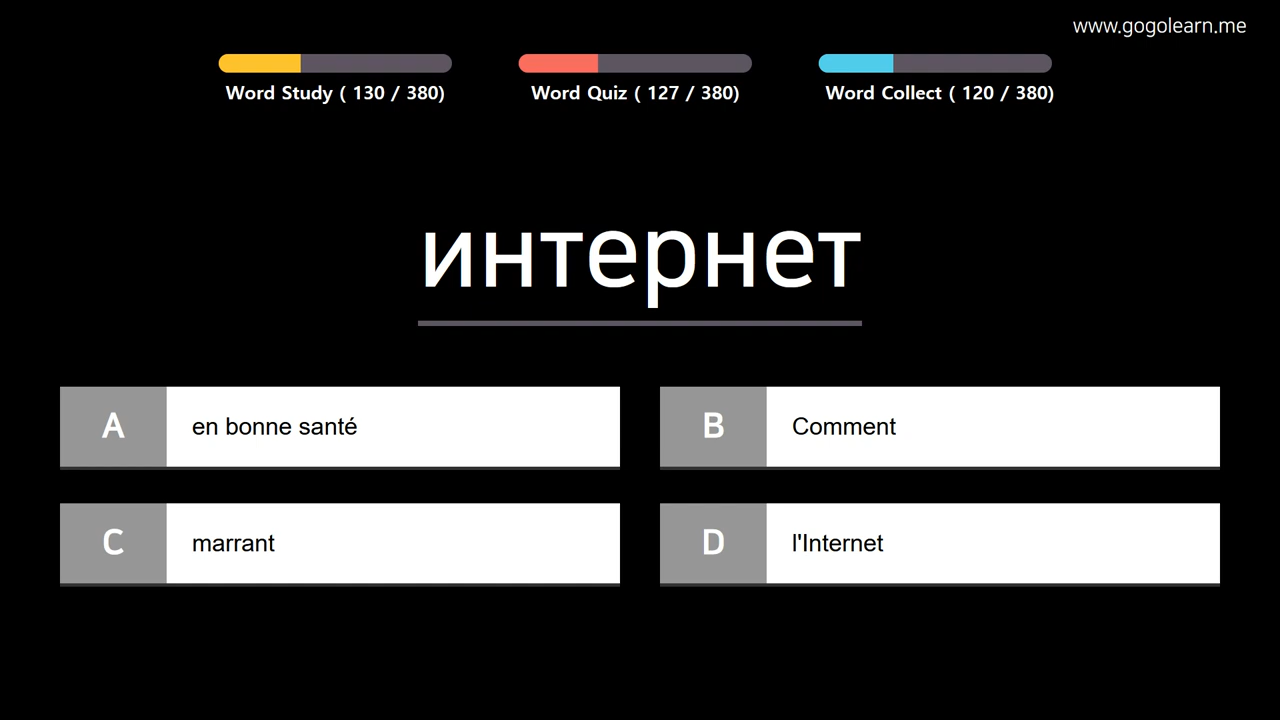 www.gogolearn.me
Word Study ( 130 / 380)
Word Quiz ( 127 / 380)
Word Collect ( 120 / 380)
интернет
A en bonne santé
B Comment
C marrant
D l'Internet